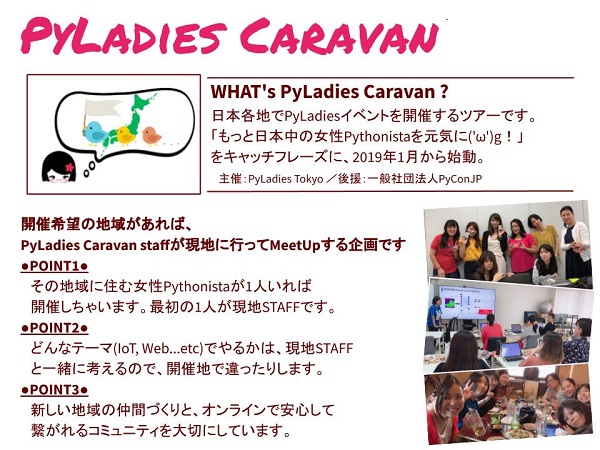 PyLadies Caravan
WHAT's PyLadies Caravan ?
日本各地でPyLadiesイベントを開催するツアーです。
「もっと日本中の女性Pythonistaを元気に('ω')g！」
をキャッチフレーズに、2019年1月から始動。
主催：PyLadies Tokyo ／後援：一般社団法人PyConJP
開催希望の地域があれば、
PyLadies Caravan staffが現地に行ってMeetUpする企画です
●POINT1●
その地域に住む女性Pythonistaが1人いれば
開催しちゃいます。最初の1人が現地STAFFです。
●POINT2●
どんなテーマ(IoT, Web...etc)でやるかは、現地STAFF
と一緒に考えるので、開催地で違ったりします。
●POINT3●
新しい地域の仲間づくりと、オンラインで安心して
繋がれるコミュニティを大切にしています。